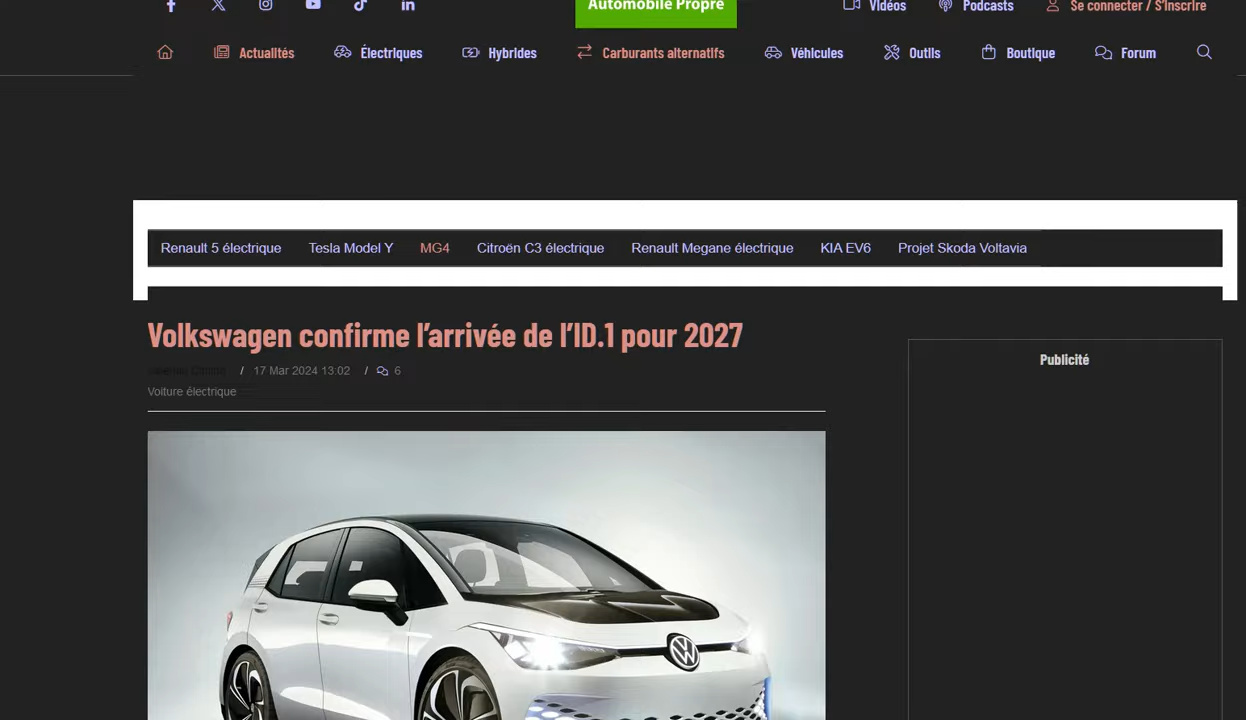 Automobile Propre
Vidéos
Podcasts
Se connecter / S'inscrire
Actualités
Électriques
Hybrides
Carburants alternatifs
Véhicules
Outils
Boutique
Forum
Renault 5 électrique
Tesla Model Y
MG4
Citroën C3 électrique
Renault Megane électrique
KIA EV6
Projet Skoda Voltavia
Volkswagen confirme l’arrivée de l’ID.1 pour 2027
/ 17 Mar 2024 13:02 / 6
Voiture électrique
Publicité